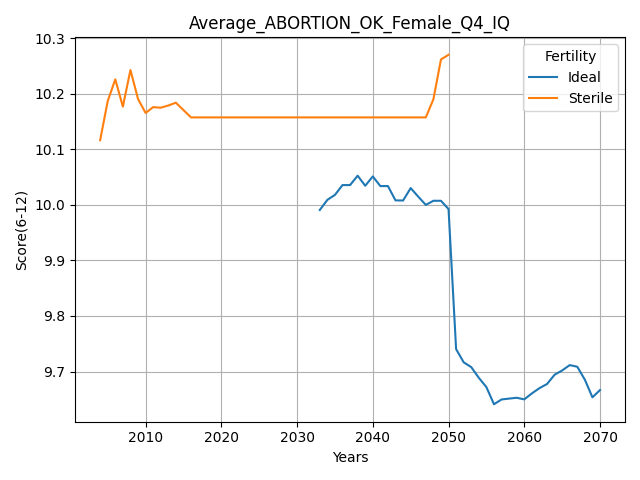 Average_ABORTION_OK_Female_Q4_IQ
Score(6-12)
10.3
10.2
10.1
10.0
9.9
9.8
9.7
Fertility
Ideal
Sterile
2010 2020 2030 2040 2050 2060 2070
Years